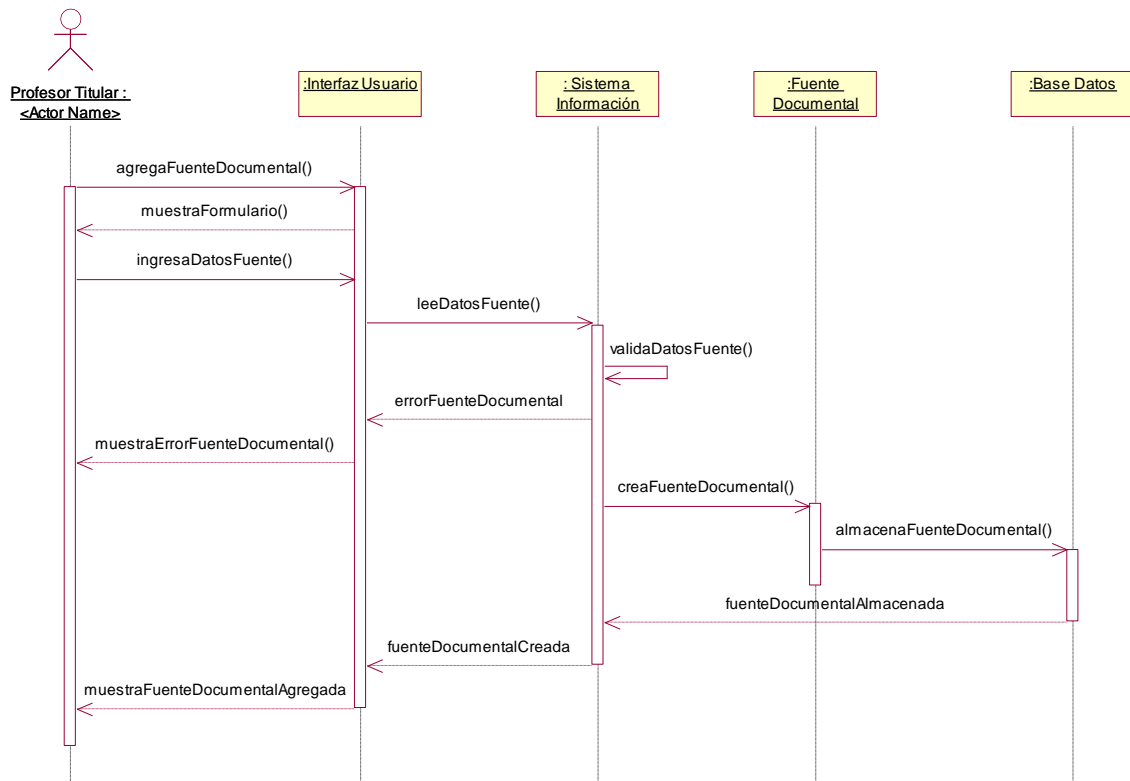 Profesor Titular :
<Actor Name>
:Interfaz Usuario
: Sistema
Información
:Fuente
Documental
:Base Datos
agregaFuenteDocumental()
muestraFormulario()
ingresaDatosFuente()
leeDatosFuente()
validaDatosFuente()
errorFuenteDocumental
muestraErrorFuenteDocumental()
creaFuenteDocumental()
almacenaFuenteDocumental()
fuenteDocumentalAlmacenada
fuenteDocumentalCreada
muestraFuenteDocumentalAgregada